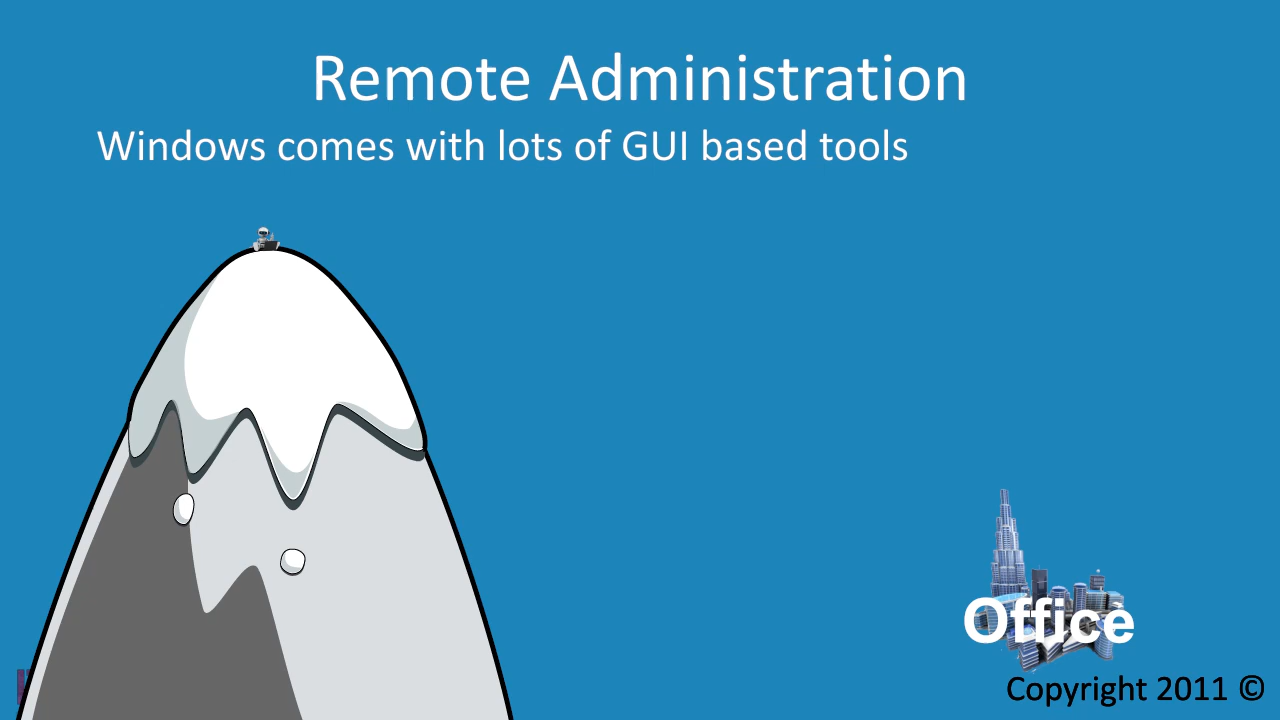 Remote Administration
Windows comes with lots of GUI based tools
Office
Copyright 2011 ©